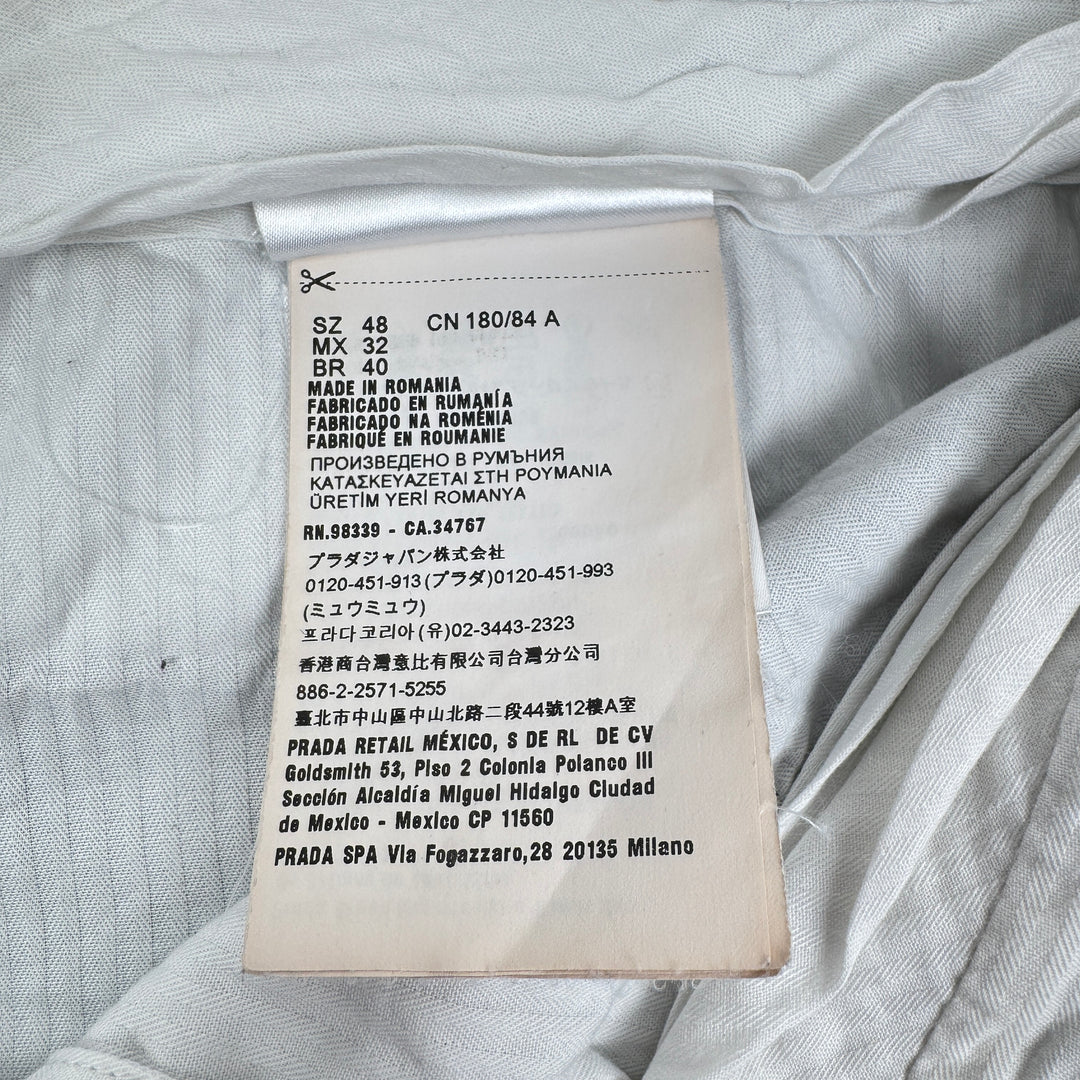 SZ 48 CN 180/84 A
MX 32
BR 40
MADE IN ROMANIA
FABRICADO EN RUMANÍA
FABRICADO NA ROMÉNIA
FABRIQUÉ EN ROUMANIE
ПРОИЗВЕДЕНО В РУМЪНИЯ
ΚΑΤΑΣΚΕΥΑΖΕΤΑΙ ΣΤΗ ΡΟΥΜΑΝΙΑ
ÜRETİM YERİ ROMANYA
RN.98339 - CA.34767
プラダジャパン株式会社
0120-451-913(プラダ)0120-451-993
(ミュウミュウ)
프라다코리아(유)02-3443-2323
香港商台灣意比有限公司台灣分公司
886-2-2571-5255
臺北市中山區中山北路二段44號12樓A室
PRADA RETAIL MÉXICO, S DE RL DE CV
Goldsmith 53, Piso 2 Colonia Polanco III
Sección Alcaldía Miguel Hidalgo Ciudad
de Mexico - Mexico CP 11560
PRADA SPA Via Fogazzaro,28 20135 Milano